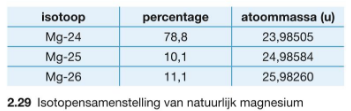 isotoop percentage atoommassa (u)
Mg-24 78,8 23,98505
Mg-25 10,1 24,98584
Mg-26 11,1 25,98260
2.29 Isotopensamenstelling van natuurlijk magnesium